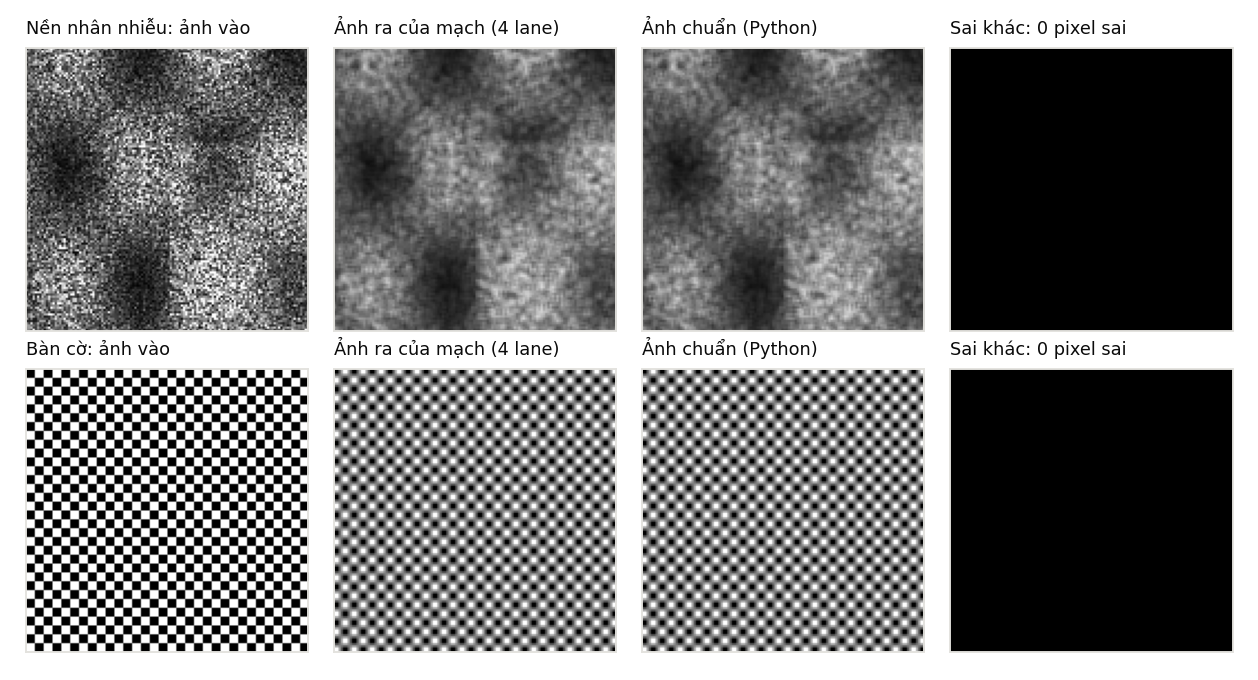 Nền nhân nhiễu: ảnh vào
Ảnh ra của mạch (4 lane)
Ảnh chuẩn (Python)
Sai khác: 0 pixel sai
Bàn cờ: ảnh vào
Ảnh ra của mạch (4 lane)
Ảnh chuẩn (Python)
Sai khác: 0 pixel sai